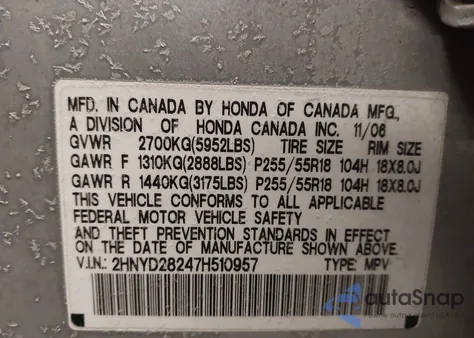 MFD. IN CANADA BY HONDA OF CANADA MFG.,
A DIVISION OF HONDA CANADA INC. 11/06
GVWR 2700KG(5952LBS) TIRE SIZE RIM SIZE
GAWR F 1310KG(2888LBS) P255/55R18 104H 18X8.0J
GAWR R 1440KG(3175LBS) P255/55R18 104H 18X8.0J
THIS VEHICLE CONFORMS TO ALL APPLICABLE
FEDERAL MOTOR VEHICLE SAFETY
AND THEFT PREVENTION STANDARDS IN EFFECT
ON THE DATE OF MANUFACTURE SHOWN ABOVE.
V.I.N.: 2HNYD28247H510957 TYPE: MPV
autaSnap